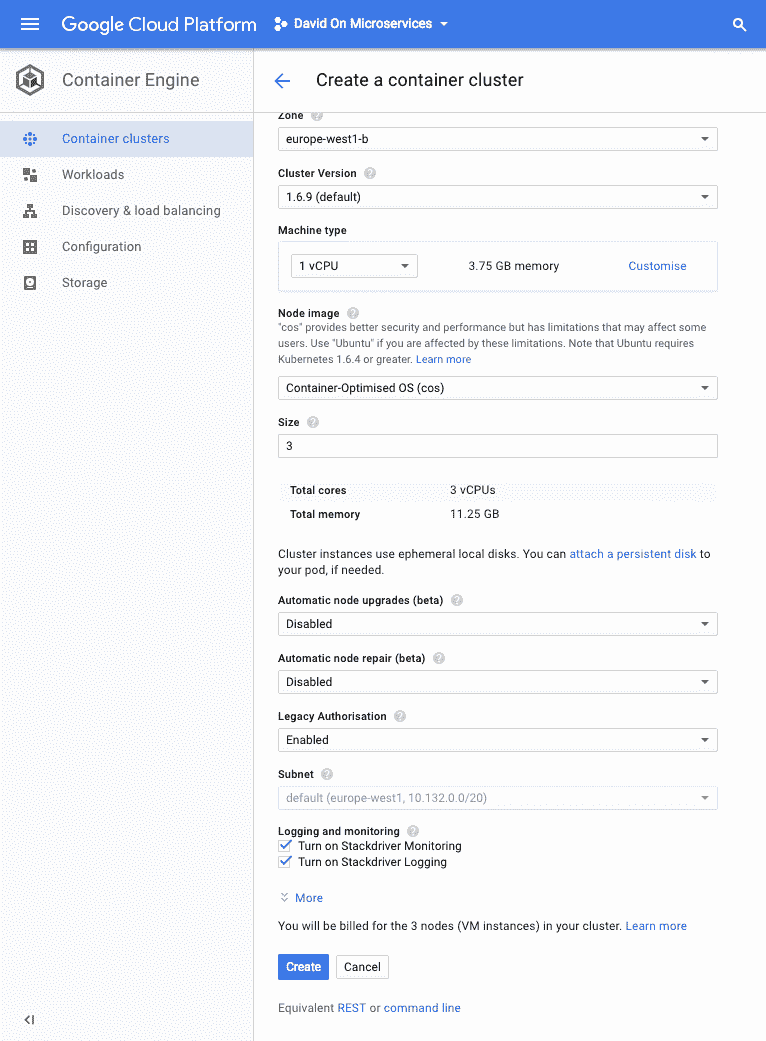 Google Cloud Platform
David On Microservices
Container Engine
Create a container cluster
Container clusters
Workloads
Discovery & load balancing
Configuration
Storage
Zone
europe-west1-b
Cluster Version
1.6.9 (default)
Machine type
1 vCPU
3.75 GB memory
Customise
Node image
"cos" provides better security and performance but has limitations that may affect some
users. Use "Ubuntu" if you are affected by these limitations. Note that Ubuntu requires
Kubernetes 1.6.4 or greater. Learn more
Container-Optimised OS (cos)
Size
3
Total cores 3 vCPUs
Total memory 11.25 GB
Cluster instances use ephemeral local disks. You can attach a persistent disk to
your pod, if needed.
Automatic node upgrades (beta)
Disabled
Automatic node repair (beta)
Disabled
Legacy Authorisation
Enabled
Subnet
default (europe-west1, 10.132.0.0/20)
Logging and monitoring
Turn on Stackdriver Monitoring
Turn on Stackdriver Logging
More
You will be billed for the 3 nodes (VM instances) in your cluster. Learn more
Create
Cancel
Equivalent REST or command line